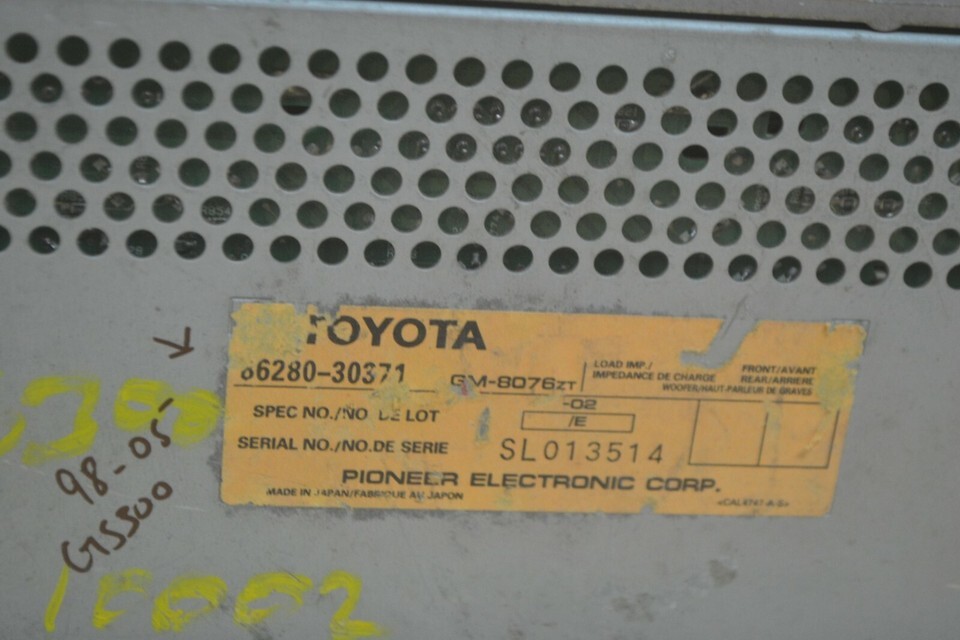 TOYOTA
86280-30371
GM-8076ZT
LOAD IMP./
IMPEDANCE DE CHARGE
FRONT/AVANT
REAR/ARRIERE
WOOFER/HAUT-PARLEUR DE GRAVES
SPEC NO./NO. DE LOT
-02
/E
SERIAL NO./NO.DE SERIE
SL013514
PIONEER ELECTRONIC CORP.
MADE IN JAPAN/FABRIQUE AU JAPON
98-05
GS300